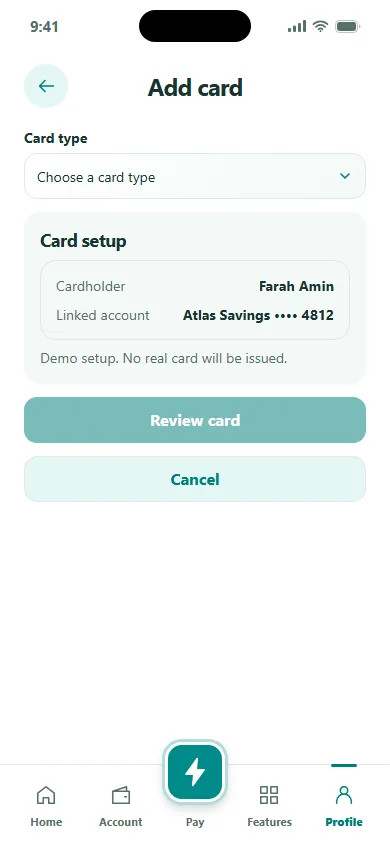 9:41
Add card
Card type
Choose a card type
Card setup
Cardholder Farah Amin
Linked account Atlas Savings •••• 4812
Demo setup. No real card will be issued.
Review card
Cancel
Home Account Pay Features Profile